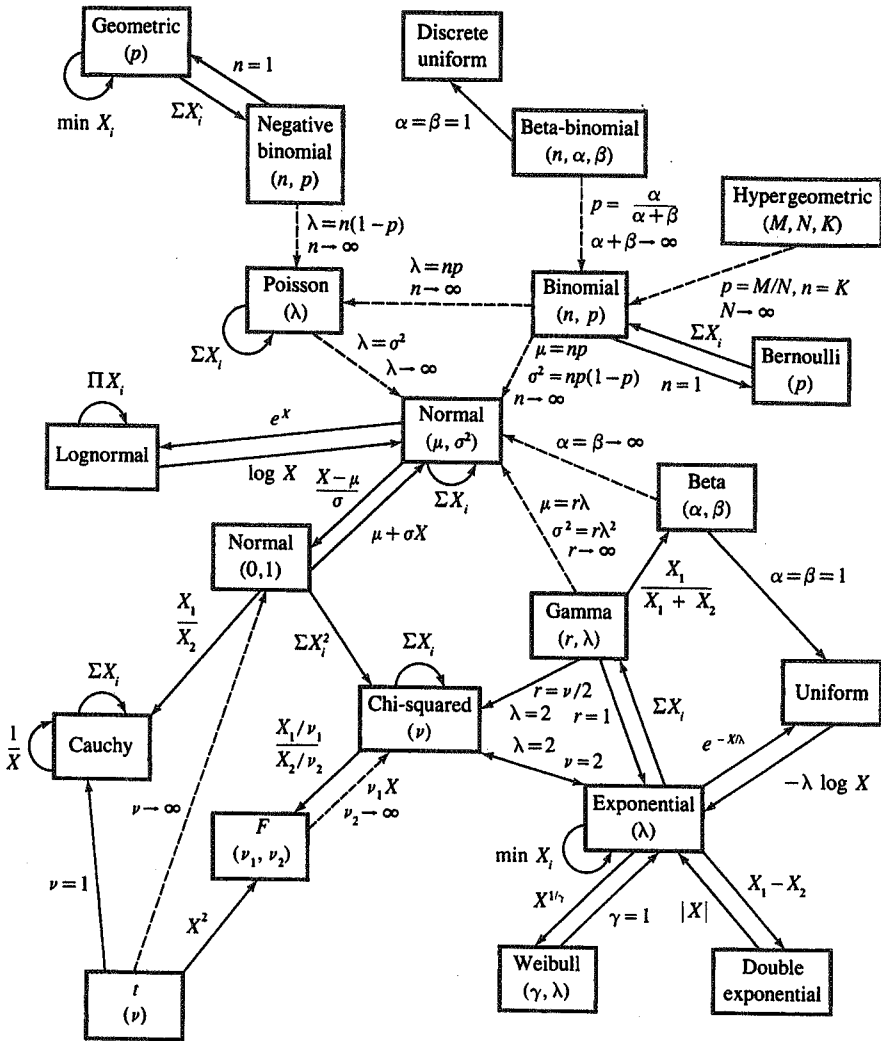 Geometric
(p)
n = 1
min X_i
ΣX_i
Negative
binomial
(n, p)
Discrete
uniform
α = β = 1
Beta-binomial
(n, α, β)
p = α/(α + β)
α + β → ∞
Hypergeometric
(M, N, K)
λ = n(1 − p)
n → ∞
λ = np
n → ∞
p = M/N, n = K
N → ∞
Poisson
(λ)
ΣX_i
Binomial
(n, p)
ΣX_i
n = 1
Bernoulli
(p)
λ = σ²
λ → ∞
μ = np
σ² = np(1 − p)
n → ∞
ΠX_i
Lognormal
e^X
log X
Normal
(μ, σ²)
ΣX_i
α = β → ∞
Beta
(α, β)
(X − μ)/σ
μ + σX
μ = rλ
σ² = rλ²
r → ∞
Normal
(0,1)
X_1/(X_1 + X_2)
α = β = 1
X_1/X_2
ΣX_i²
Gamma
(r, λ)
ΣX_i
Cauchy
1/X
ΣX_i
Chi-squared
(ν)
r = ν/2
λ = 2
r = 1
ΣX_i
Uniform
(X_1/ν_1)/(X_2/ν_2)
ν_1X
ν_2 → ∞
λ = 2
ν = 2
e^{−X/λ}
−λ log X
ν → ∞
F
(ν_1, ν_2)
Exponential
(λ)
min X_i
ν = 1
X²
X^{1/γ}
γ = 1
|X|
X_1 − X_2
t
(ν)
Weibull
(γ, λ)
Double
exponential